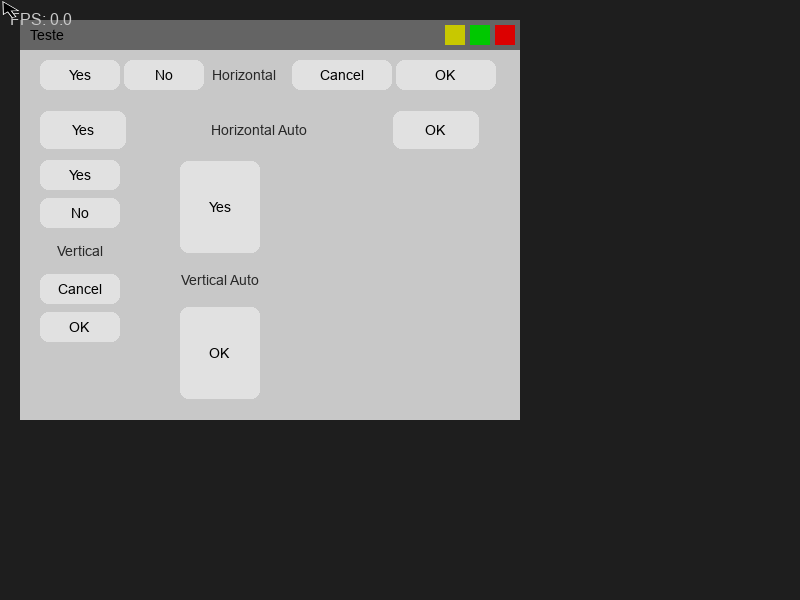 FPS: 0.0
Teste
Yes No Horizontal Cancel OK
Yes Horizontal Auto OK
Yes
No
Vertical
Cancel
OK
Yes
Vertical Auto
OK